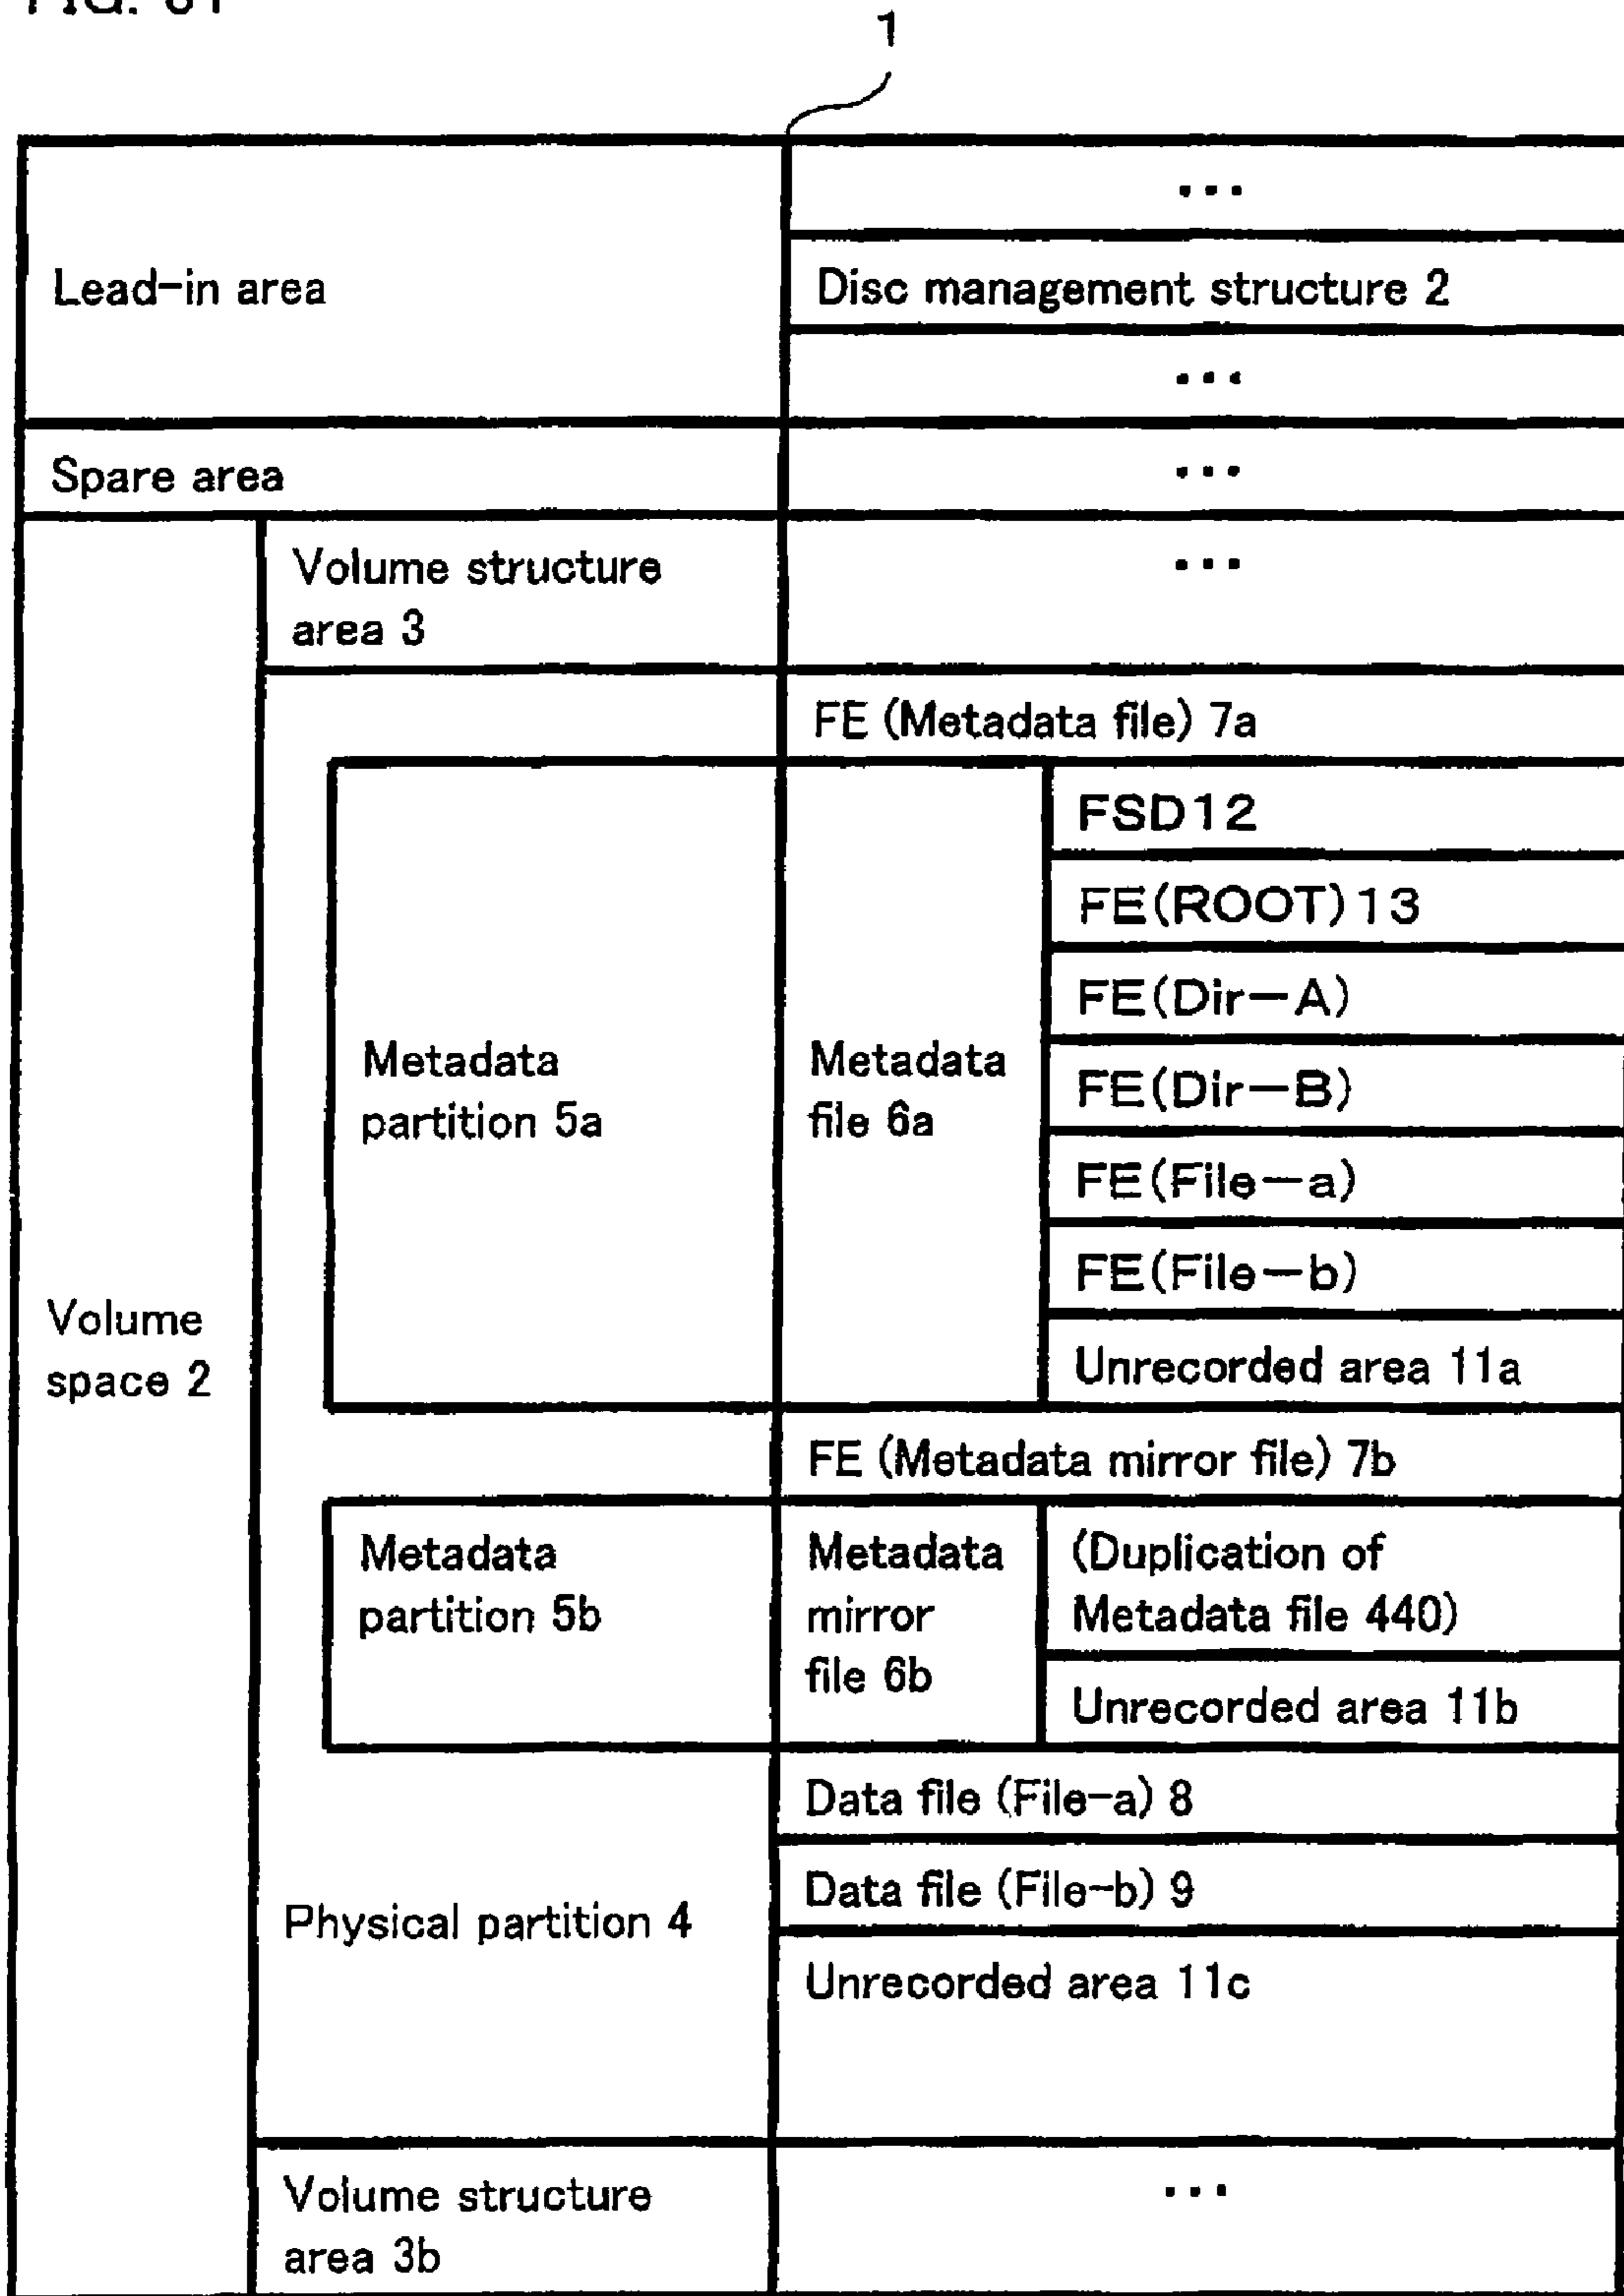 1
...
Lead-in area
Disc management structure 2
...
Spare area
...
Volume structure
area 3
...
FE (Metadata file) 7a
FSD12
FE(ROOT)13
FE(Dir-A)
Metadata
partition 5a
Metadata
file 6a
FE(Dir-B)
FE(File-a)
FE(File-b)
Volume
space 2
Unrecorded area 11a
FE (Metadata mirror file) 7b
Metadata
partition 5b
Metadata
mirror
file 6b
(Duplication of
Metadata file 440)
Unrecorded area 11b
Data file (File-a) 8
Data file (File-b) 9
Physical partition 4
Unrecorded area 11c
Volume structure
area 3b
...